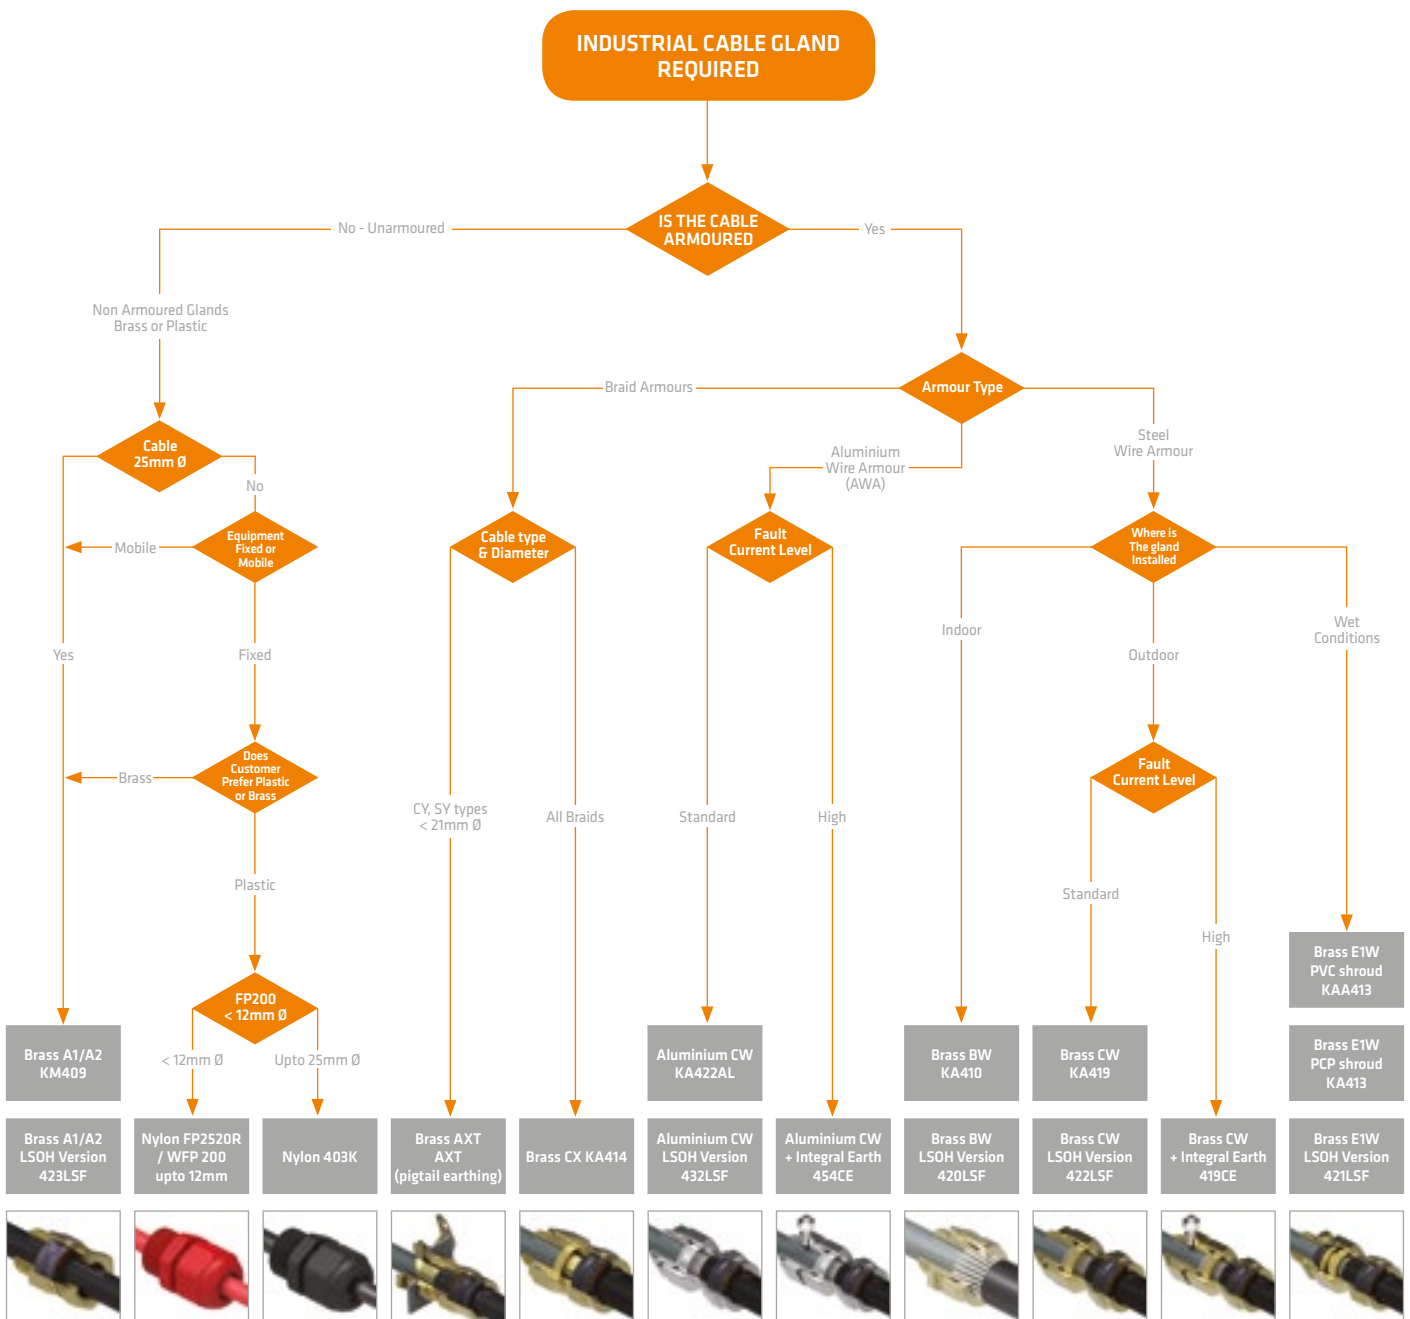 INDUSTRIAL CABLE GLAND
REQUIRED
IS THE CABLE
ARMOURED
No - Unarmoured
Yes
Non Armoured Glands
Brass or Plastic
Armour Type
Braid Armours
Aluminium
Wire Armour
(AWA)
Steel
Wire Armour
Cable
25mm Ø
No
Yes
Equipment
Fixed or
Mobile
Mobile
Fixed
Does
Customer
Prefer Plastic
or Brass
Brass
Plastic
FP200
< 12mm Ø
< 12mm Ø
Upto 25mm Ø
Cable type
& Diameter
CY, SY types
< 21mm Ø
All Braids
Fault
Current Level
Standard
High
Where is
The gland
Installed
Indoor
Outdoor
Wet
Conditions
Fault
Current Level
Standard
High
Brass E1W
PVC shroud
KAA413
Brass A1/A2
KM409
Aluminium CW
KA422AL
Brass BW
KA410
Brass CW
KA419
Brass E1W
PCP shroud
KA413
Brass A1/A2
LSOH Version
423LSF
Nylon FP2520R
/ WFP 200
upto 12mm
Nylon 403K
Brass AXT
AXT
(pigtail earthing)
Brass CX KA414
Aluminium CW
LSOH Version
432LSF
Aluminium CW
+ Integral Earth
454CE
Brass BW
LSOH Version
420LSF
Brass CW
LSOH Version
422LSF
Brass CW
+ Integral Earth
419CE
Brass E1W
LSOH Version
421LSF